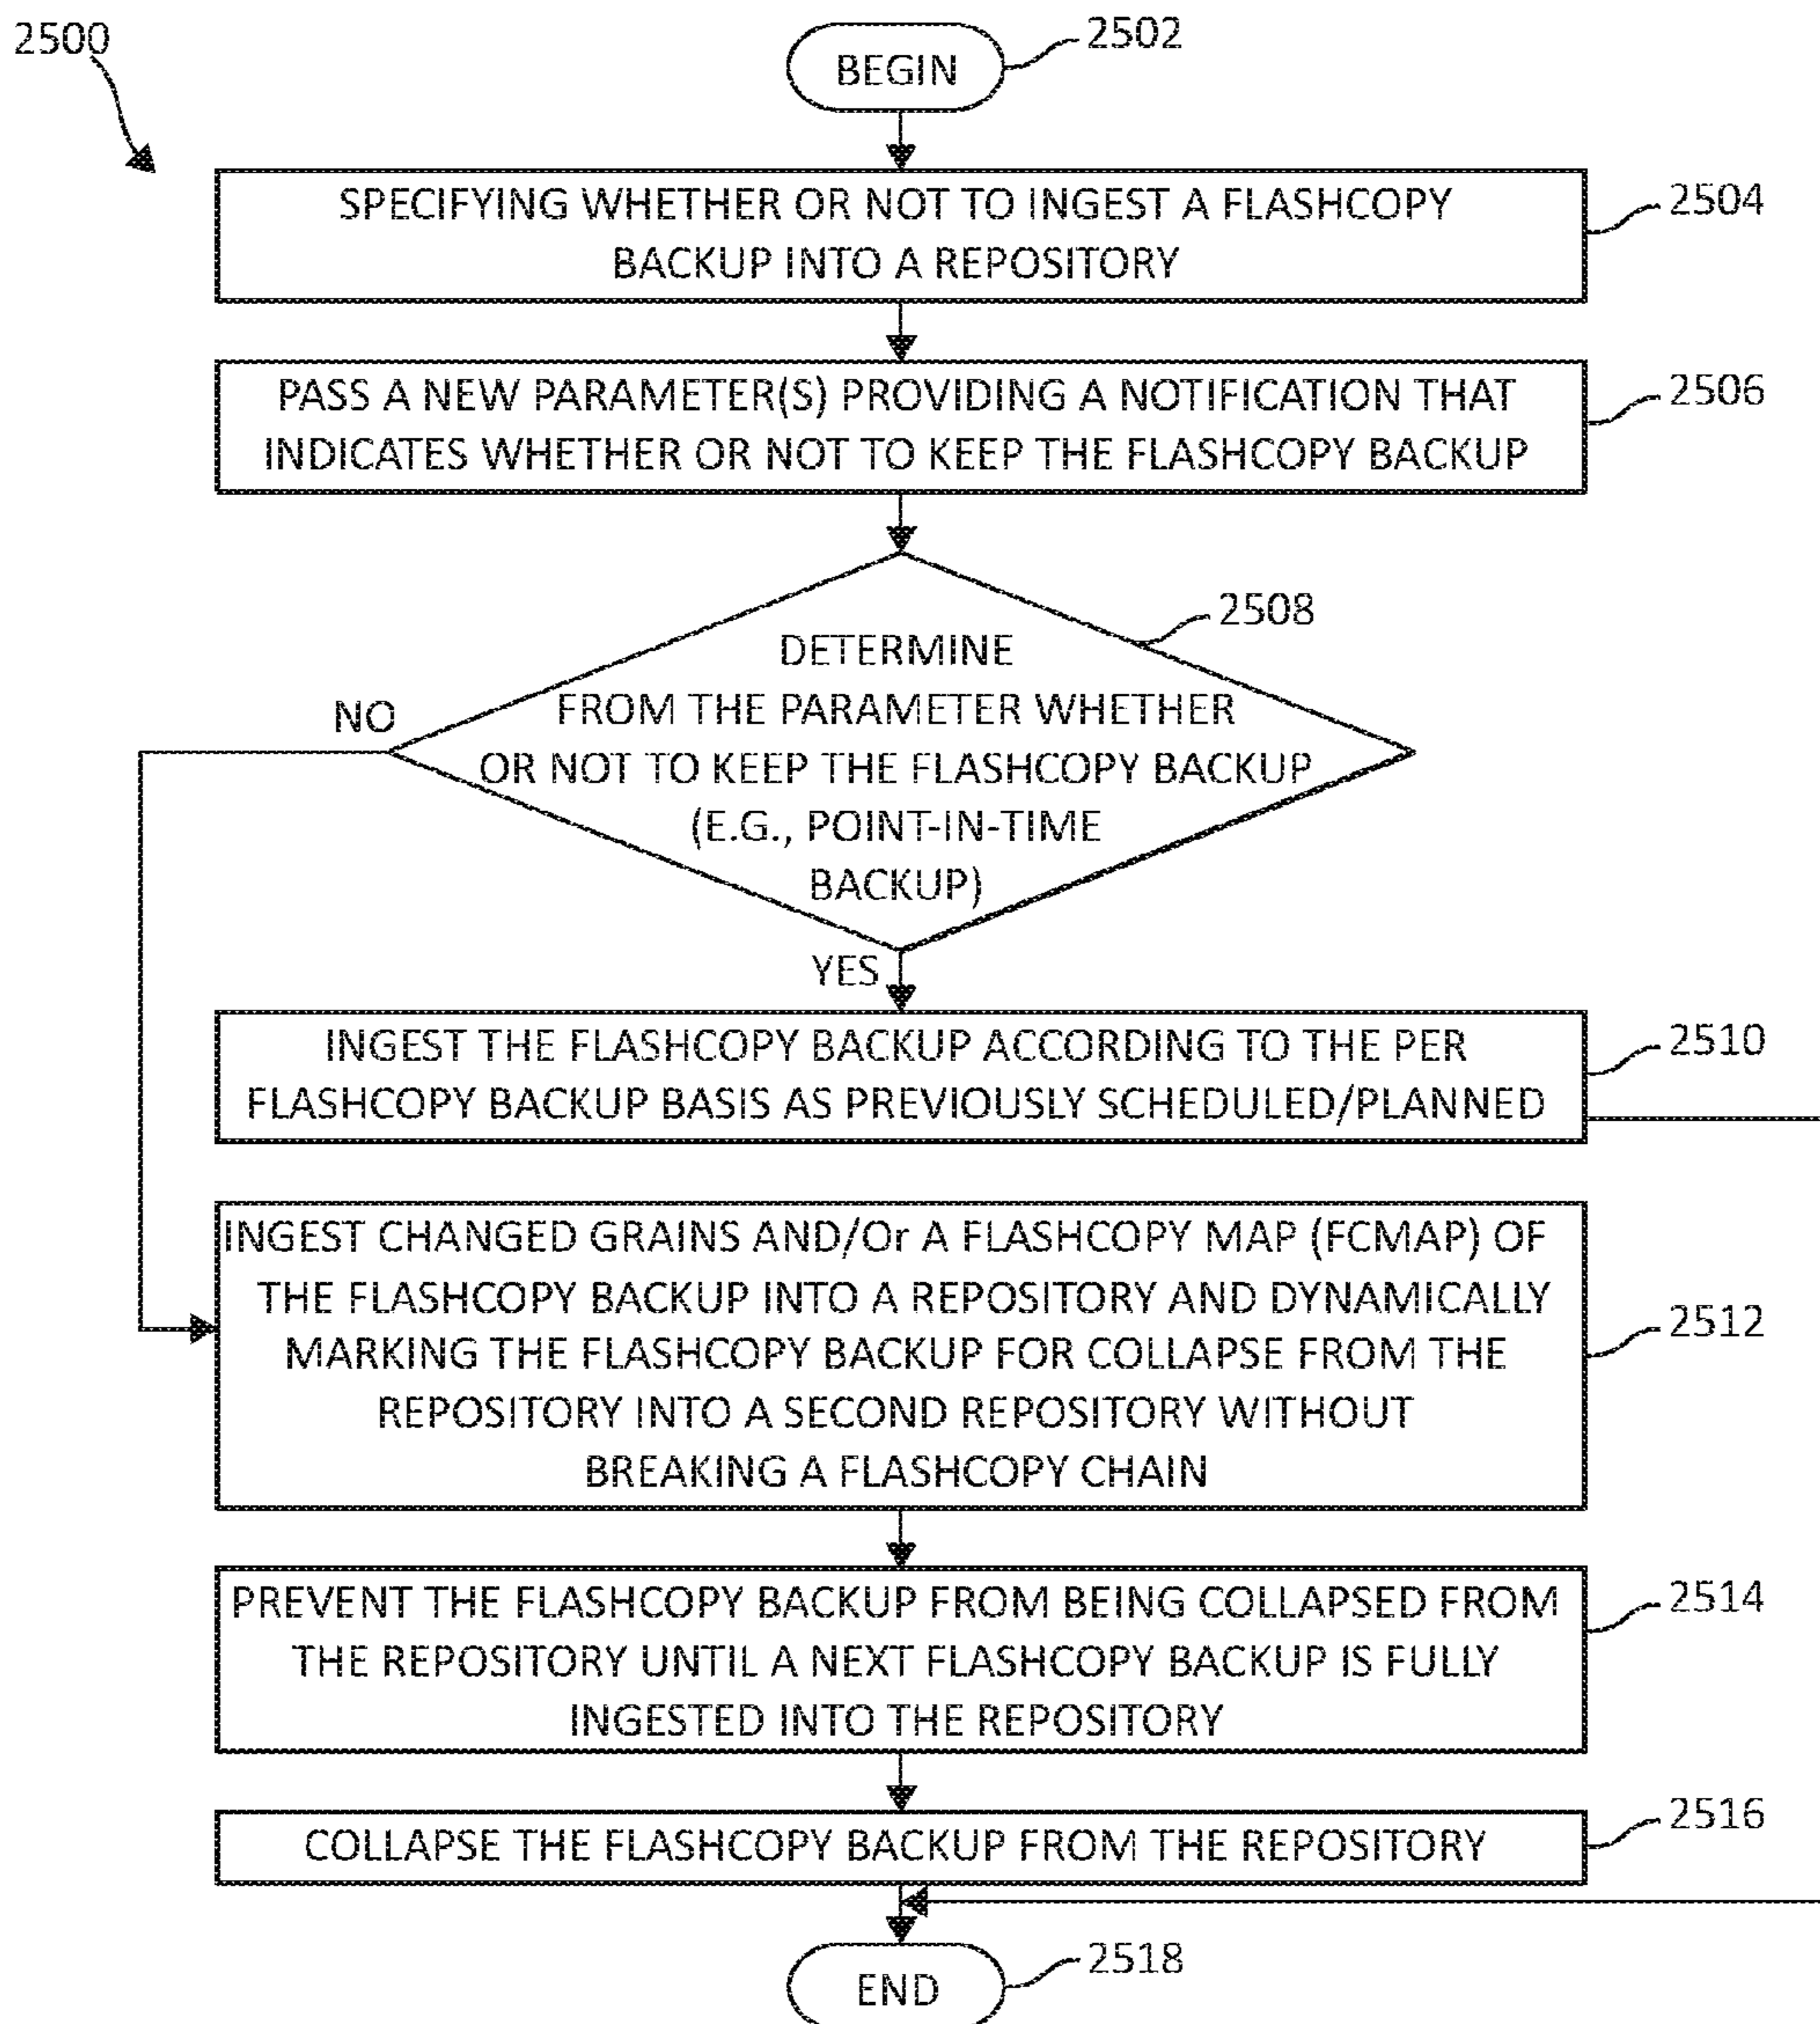 2500
BEGIN
2502
SPECIFYING WHETHER OR NOT TO INGEST A FLASHCOPY
BACKUP INTO A REPOSITORY
2504
PASS A NEW PARAMETER(S) PROVIDING A NOTIFICATION THAT
INDICATES WHETHER OR NOT TO KEEP THE FLASHCOPY BACKUP
2506
2508
DETERMINE
FROM THE PARAMETER WHETHER
OR NOT TO KEEP THE FLASHCOPY BACKUP
(E.G., POINT-IN-TIME
BACKUP)
NO
YES
INGEST THE FLASHCOPY BACKUP ACCORDING TO THE PER
FLASHCOPY BACKUP BASIS AS PREVIOUSLY SCHEDULED/PLANNED
2510
INGEST CHANGED GRAINS AND/Or A FLASHCOPY MAP (FCMAP) OF
THE FLASHCOPY BACKUP INTO A REPOSITORY AND DYNAMICALLY
MARKING THE FLASHCOPY BACKUP FOR COLLAPSE FROM THE
REPOSITORY INTO A SECOND REPOSITORY WITHOUT
BREAKING A FLASHCOPY CHAIN
2512
PREVENT THE FLASHCOPY BACKUP FROM BEING COLLAPSED FROM
THE REPOSITORY UNTIL A NEXT FLASHCOPY BACKUP IS FULLY
INGESTED INTO THE REPOSITORY
2514
COLLAPSE THE FLASHCOPY BACKUP FROM THE REPOSITORY
2516
END
2518